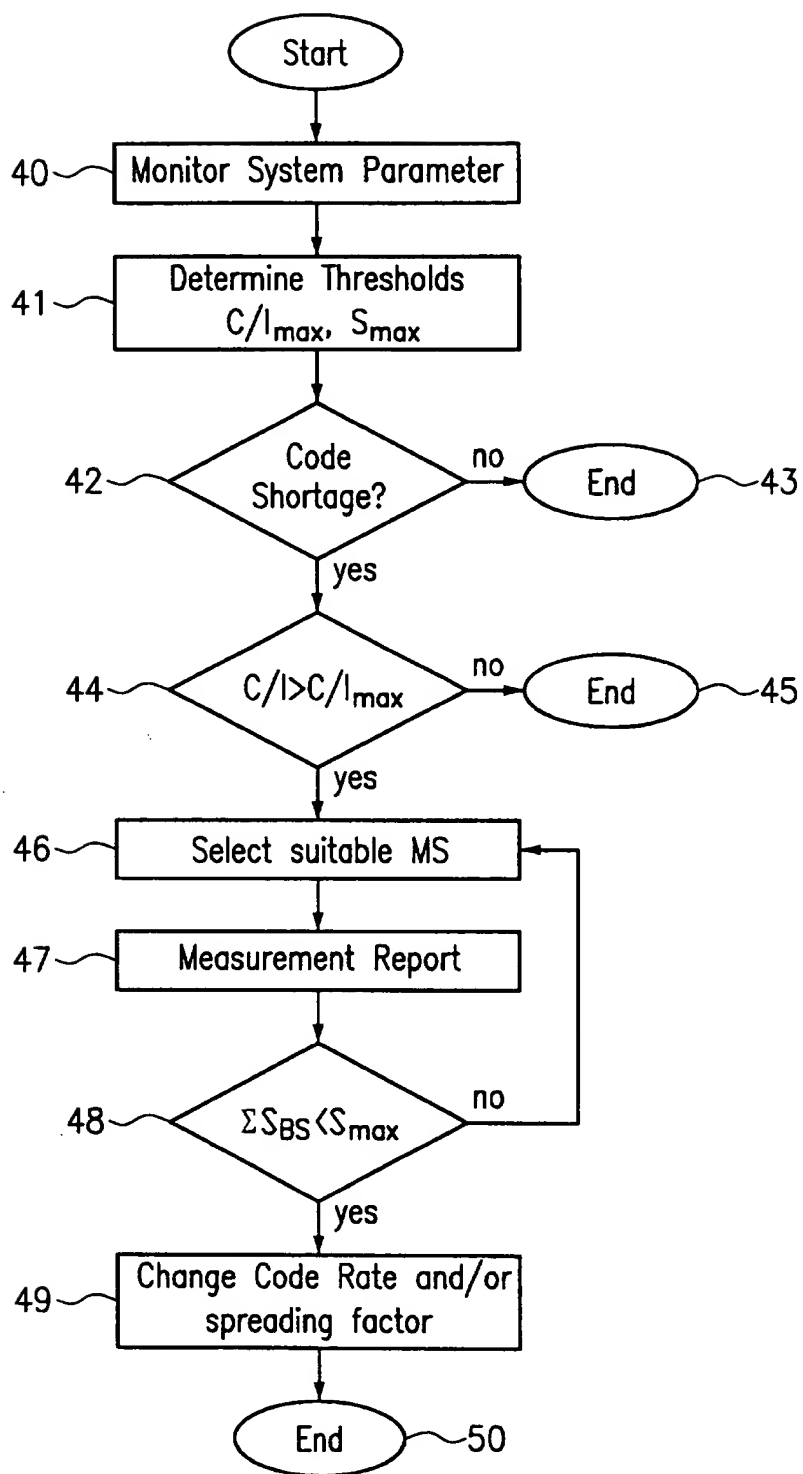 Start
40
Monitor System Parameter
41
Determine Thresholds
C/Imax, Smax
42
Code
Shortage?
no
End
43
yes
44
C/I>C/Imax
no
End
45
yes
46
Select suitable MS
47
Measurement Report
48
ΣSBS<Smax
no
yes
49
Change Code Rate and/or
spreading factor
End
50